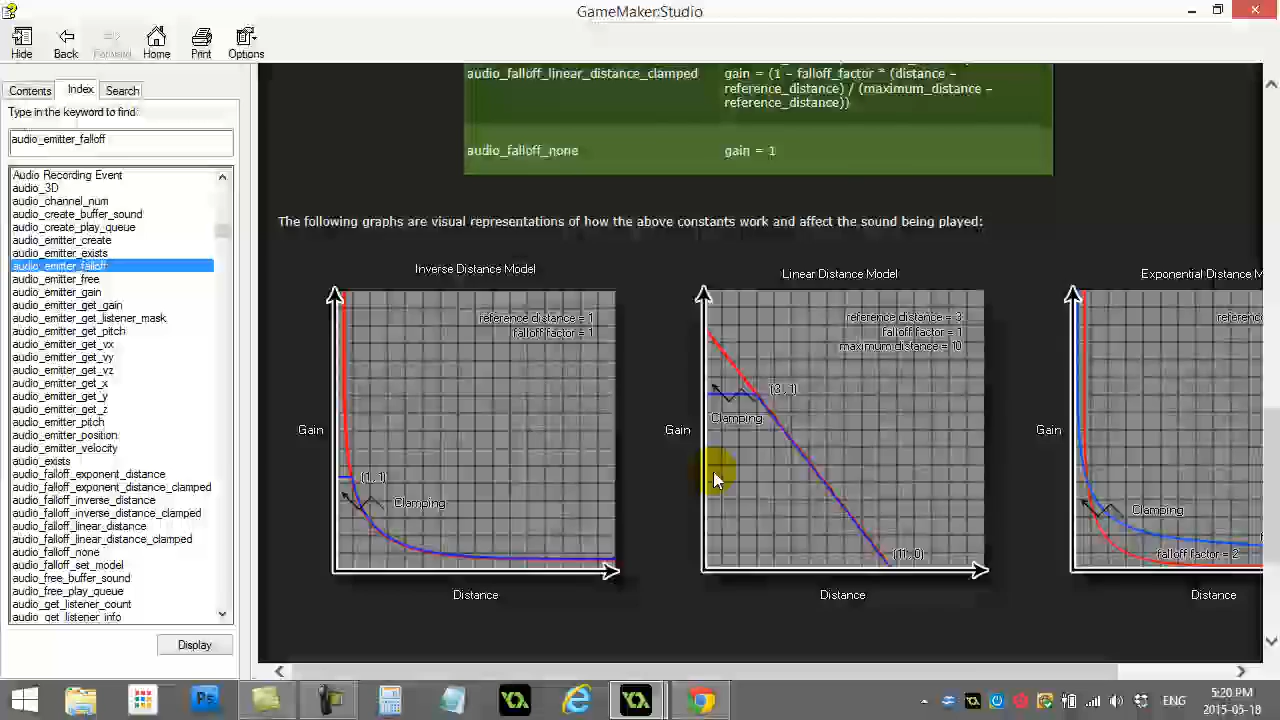 GameMakerStudio
Hide
Back
Forward
Home
Print
Options
Contents
Index
Search
Type in the keyword to find:
audio_emitter_falloff
Audio Recording Event
audio_3D
audio_channel_num
audio_create_buffer_sound
audio_create_play_queue
audio_emitter_create
audio_emitter_exists
audio_emitter_falloff
audio_emitter_free
audio_emitter_gain
audio_emitter_get_gain
audio_emitter_get_listener_mask
audio_emitter_get_pitch
audio_emitter_get_vx
audio_emitter_get_vy
audio_emitter_get_vz
audio_emitter_get_x
audio_emitter_get_y
audio_emitter_get_z
audio_emitter_pitch
audio_emitter_position
audio_emitter_velocity
audio_exists
audio_falloff_exponent_distance
audio_falloff_exponent_distance_clamped
audio_falloff_inverse_distance
audio_falloff_inverse_distance_clamped
audio_falloff_linear_distance
audio_falloff_linear_distance_clamped
audio_falloff_none
audio_falloff_set_model
audio_free_buffer_sound
audio_free_play_queue
audio_get_listener_count
audio_get_listener_info
Display
audio_falloff_linear_distance_clamped
gain = (1 – falloff_factor * (distance –
reference_distance) / (maximum_distance –
reference_distance))
audio_falloff_none
gain = 1
The following graphs are visual representations of how the above constants work and affect the sound being played:
Inverse Distance Model
reference distance = 1
falloff factor = 1
(1, 1)
Clamping
Gain
Distance
Linear Distance Model
reference distance = 3
falloff factor = 1
maximum distance = 10
(3, 1)
Clamping
Gain
(11, 0)
Distance
Exponential Distance M
referenc
Gain
Clamping
falloff factor = 2
Distance
Ps
ENG
5:20 PM
2015-05-18